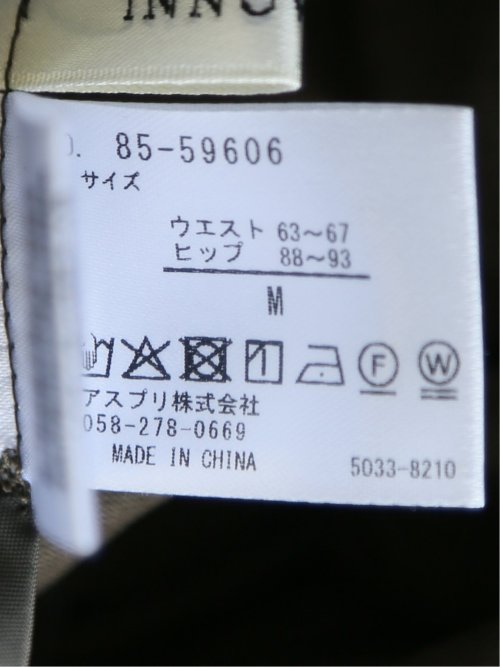 85-59606
サイズ
ウエスト 63～67
ヒップ 88～93
M
F W
アスプリ株式会社
058-278-0669
MADE IN CHINA
5033-8210